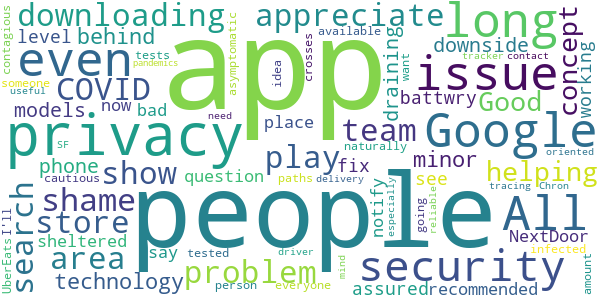 contagious
downloading
level
behind
tests
pandemics
asymptomatic
appreciate
available
idea
crosses
long
tracker
contact
downside
want
concept
even
someone
useful
COVID
models
now
bad
app
draining
issue
working
battwry
Good
need
place
privacy
SF
cautious
phone
show
question
team
play
fix
naturally
Google
oriented
minor
tracing
Chron
helping
search
shame
store
sheltered
area
say
technology
UberEats
I'll
tested
person
people
paths
delivery
driver
everyone
problem
mind
notify
especially
see
going
reliable
All
NextDoor
infected
security
assured
recommended
amount